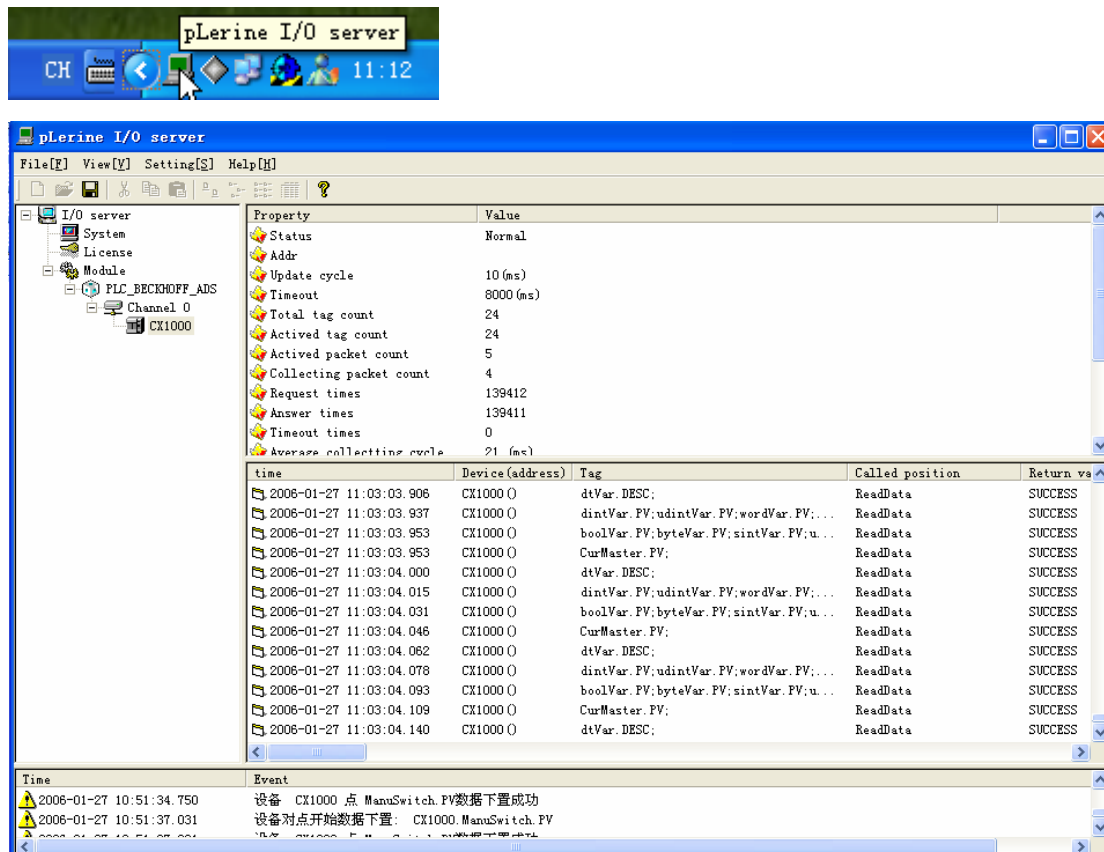 pLerine I/O server
CH 11:12
pLerine I/O server
File[F] View[V] Setting[S] Help[H]
I/O server
System
License
Module
PLC_BECKHOFF_ADS
Channel 0
CX1000
Property Value
Status Normal
Addr
Update cycle 10(ms)
Timeout 8000(ms)
Total tag count 24
Actived tag count 24
Actived packet count 5
Collecting packet count 4
Request times 139412
Answer times 139411
Timeout times 0
Average collectting cycle 21 (ms)
time Device(address) Tag Called position Return va
2006-01-27 11:03:03.906 CX1000() dtVar.DESC; ReadData SUCCESS
2006-01-27 11:03:03.937 CX1000() dintVar.PV;udintVar.PV;wordVar.PV;... ReadData SUCCESS
2006-01-27 11:03:03.953 CX1000() boolVar.PV;byteVar.PV;sintVar.PV;u... ReadData SUCCESS
2006-01-27 11:03:03.953 CX1000() CurMaster.PV; ReadData SUCCESS
2006-01-27 11:03:04.000 CX1000() dtVar.DESC; ReadData SUCCESS
2006-01-27 11:03:04.015 CX1000() dintVar.PV;udintVar.PV;wordVar.PV;... ReadData SUCCESS
2006-01-27 11:03:04.031 CX1000() boolVar.PV;byteVar.PV;sintVar.PV;u... ReadData SUCCESS
2006-01-27 11:03:04.046 CX1000() CurMaster.PV; ReadData SUCCESS
2006-01-27 11:03:04.062 CX1000() dtVar.DESC; ReadData SUCCESS
2006-01-27 11:03:04.078 CX1000() dintVar.PV;udintVar.PV;wordVar.PV;... ReadData SUCCESS
2006-01-27 11:03:04.093 CX1000() boolVar.PV;byteVar.PV;sintVar.PV;u... ReadData SUCCESS
2006-01-27 11:03:04.109 CX1000() CurMaster.PV; ReadData SUCCESS
2006-01-27 11:03:04.140 CX1000() dtVar.DESC; ReadData SUCCESS
Time Event
2006-01-27 10:51:34.750 设备 CX1000 点 ManuSwitch.PV数据下置成功
2006-01-27 10:51:37.031 设备对点开始数据下置: CX1000.ManuSwitch.PV